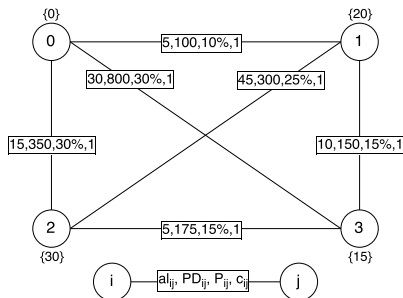 {0} {20}
0 5,100,10%,1 1
30,800,30%,1 45,300,25%,1
15,350,30%,1 10,150,15%,1
2 5,175,15%,1 3
{30} {15}
i al_ij, PD_ij, P_ij, c_ij j